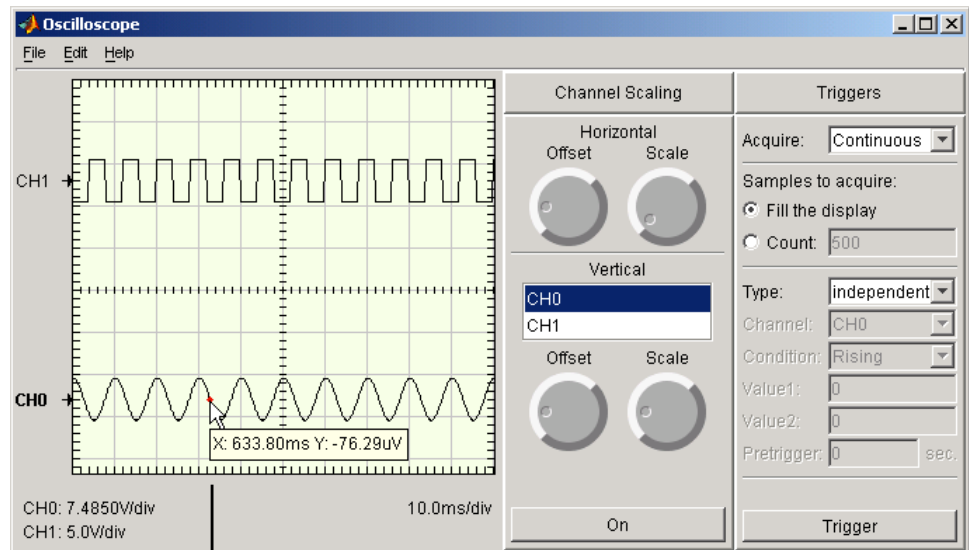 Oscilloscope
File Edit Help
CH1
CH0
X: 633.80ms Y: -76.29uV
CH0: 7.4850V/div
CH1: 5.0V/div
10.0ms/div
Channel Scaling
Horizontal
Offset Scale
Vertical
CH0
CH1
Offset Scale
On
Triggers
Acquire: Continuous
Samples to acquire:
Fill the display
Count: 500
Type: independent
Channel: CH0
Condition: Rising
Value1: 0
Value2: 0
Pretrigger: 0 sec.
Trigger